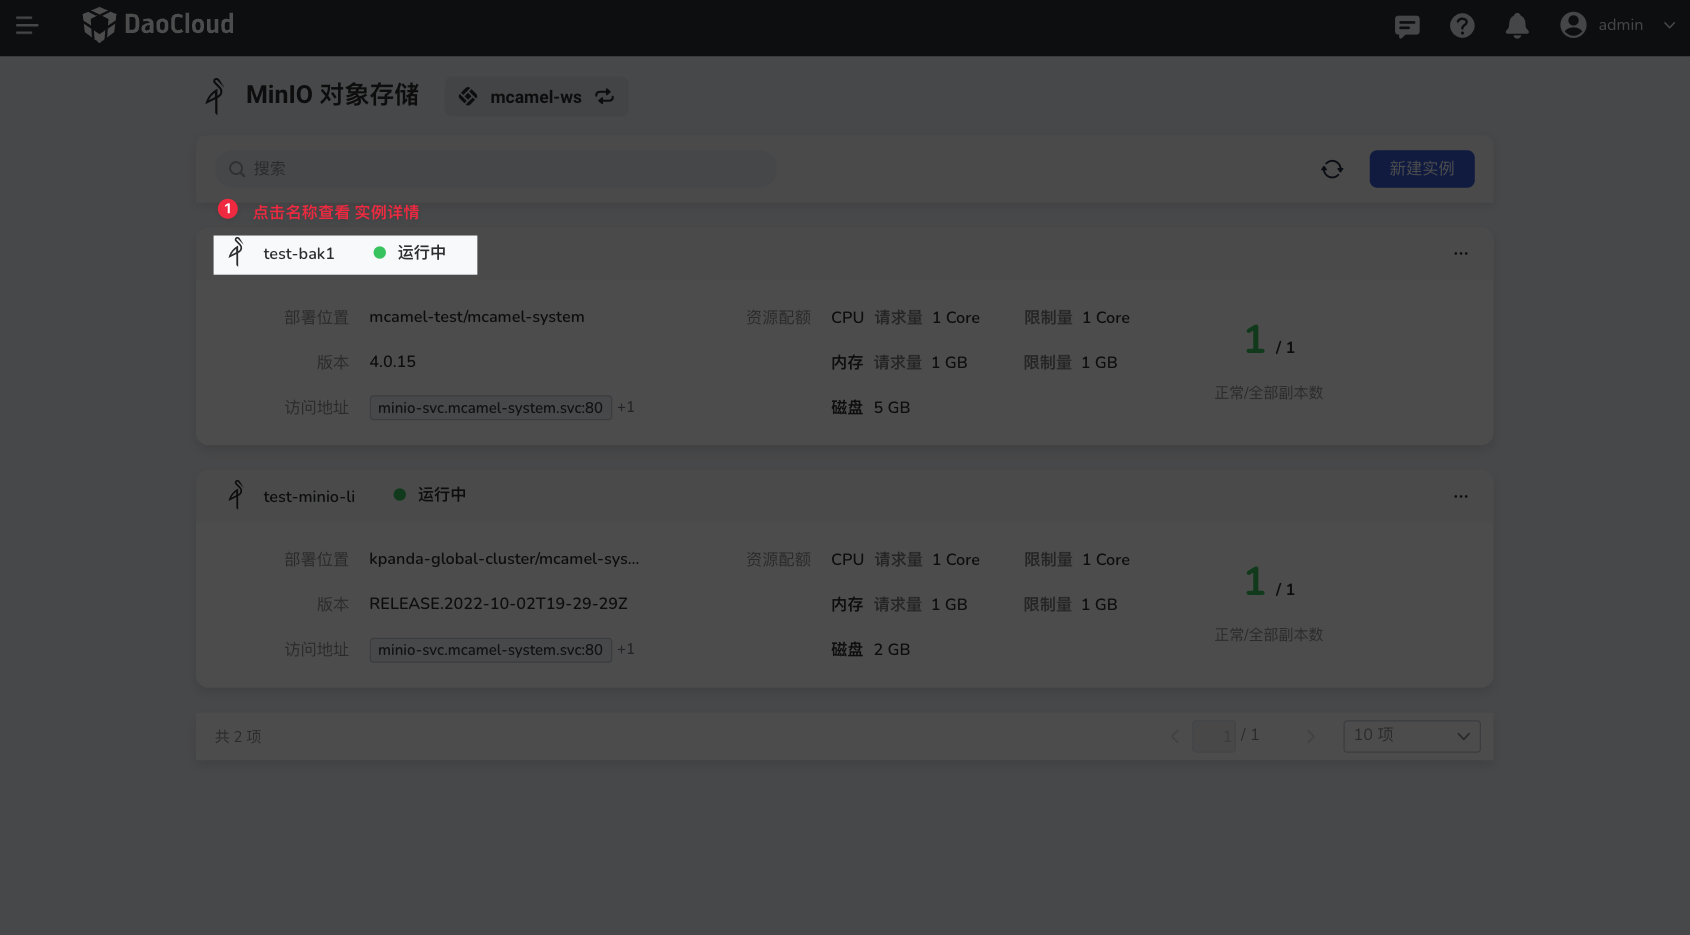 DaoCloud
admin
MinIO 对象存储
mcamel-ws
搜索
新建实例
1 点击名称查看 实例详情
test-bak1 运行中
部署位置 mcamel-test/mcamel-system 资源配额 CPU 请求量 1 Core 限制量 1 Core
1 / 1
版本 4.0.15 内存 请求量 1 GB 限制量 1 GB
正常/全部副本数
访问地址 minio-svc.mcamel-system.svc:80 +1 磁盘 5 GB
test-minio-li 运行中
部署位置 kpanda-global-cluster/mcamel-sys... 资源配额 CPU 请求量 1 Core 限制量 1 Core
1 / 1
版本 RELEASE.2022-10-02T19-29-29Z 内存 请求量 1 GB 限制量 1 GB
正常/全部副本数
访问地址 minio-svc.mcamel-system.svc:80 +1 磁盘 2 GB
共 2 项 1 / 1 10 项